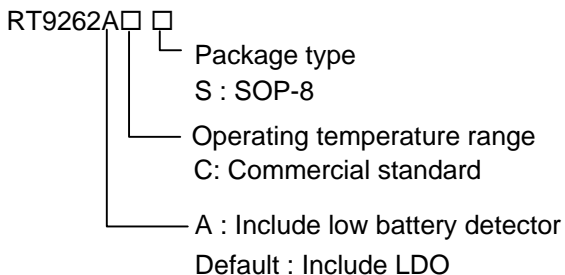 RT9262A□ □
Package type
S : SOP-8
Operating temperature range
C: Commercial standard
A : Include low battery detector
Default : Include LDO